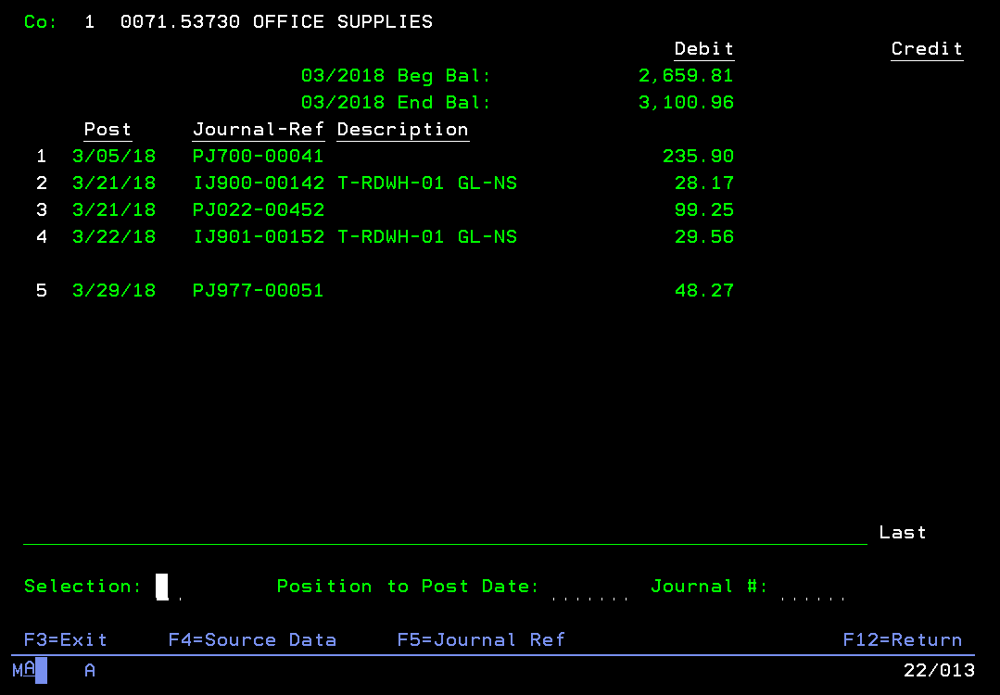 Co: 1 0071.53730 OFFICE SUPPLIES
Debit Credit
03/2018 Beg Bal: 2,659.81
03/2018 End Bal: 3,100.96
Post Journal-Ref Description
1 3/05/18 PJ700-00041 235.90
2 3/21/18 IJ900-00142 T-RDWH-01 GL-NS 28.17
3 3/21/18 PJ022-00452 99.25
4 3/22/18 IJ901-00152 T-RDWH-01 GL-NS 29.56
5 3/29/18 PJ977-00051 48.27
Last
Selection: Position to Post Date: Journal #:
F3=Exit F4=Source Data F5=Journal Ref F12=Return
MA A 22/013